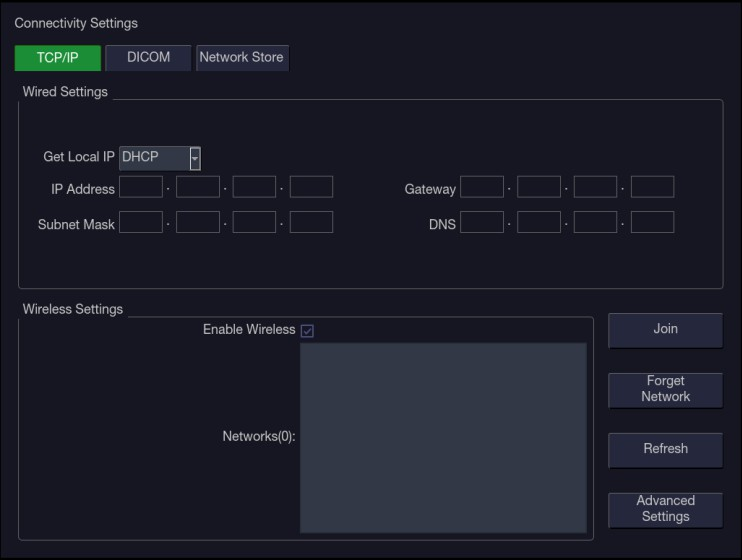 Connectivity Settings
TCP/IP DICOM Network Store
Wired Settings
Get Local IP DHCP
IP Address . . . Gateway . . .
Subnet Mask . . . DNS . . .
Wireless Settings
Enable Wireless
Join
Forget
Network
Networks(0):
Refresh
Advanced
Settings